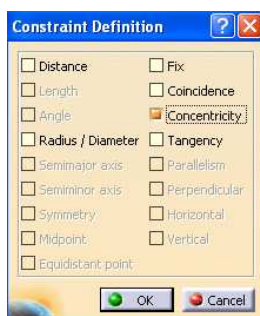 Constraint Definition
Distance
Fix
Length
Coincidence
Angle
Concentricity
Radius / Diameter
Tangency
Semimajor axis
Parallelism
Semiminor axis
Perpendicular
Symmetry
Horizontal
Midpoint
Vertical
Equidistant point
OK
Cancel